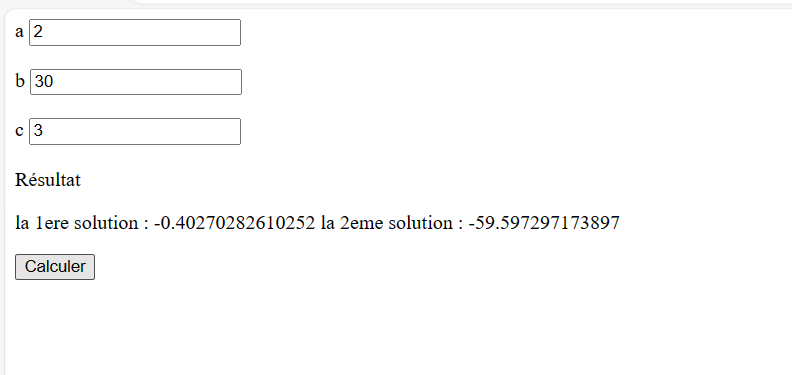 a 2
b 30
c 3
Résultat
la 1ere solution : -0.40270282610252 la 2eme solution : -59.597297173897
Calculer